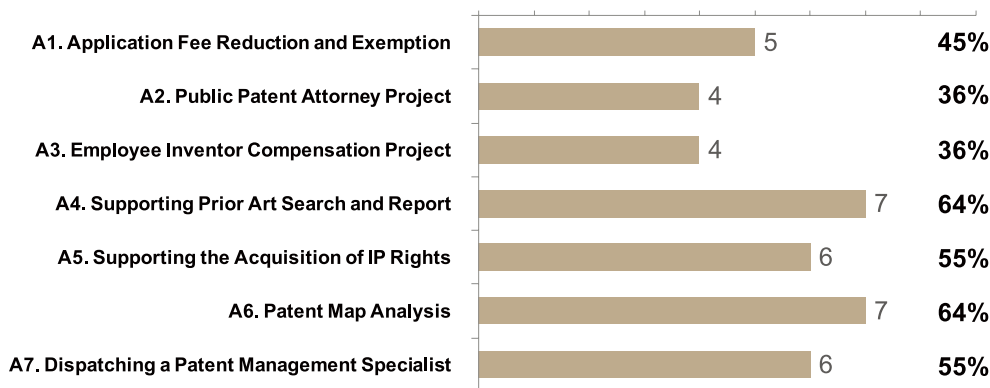 A1. Application Fee Reduction and Exemption 5 45%
A2. Public Patent Attorney Project 4 36%
A3. Employee Inventor Compensation Project 4 36%
A4. Supporting Prior Art Search and Report 7 64%
A5. Supporting the Acquisition of IP Rights 6 55%
A6. Patent Map Analysis 7 64%
A7. Dispatching a Patent Management Specialist 6 55%